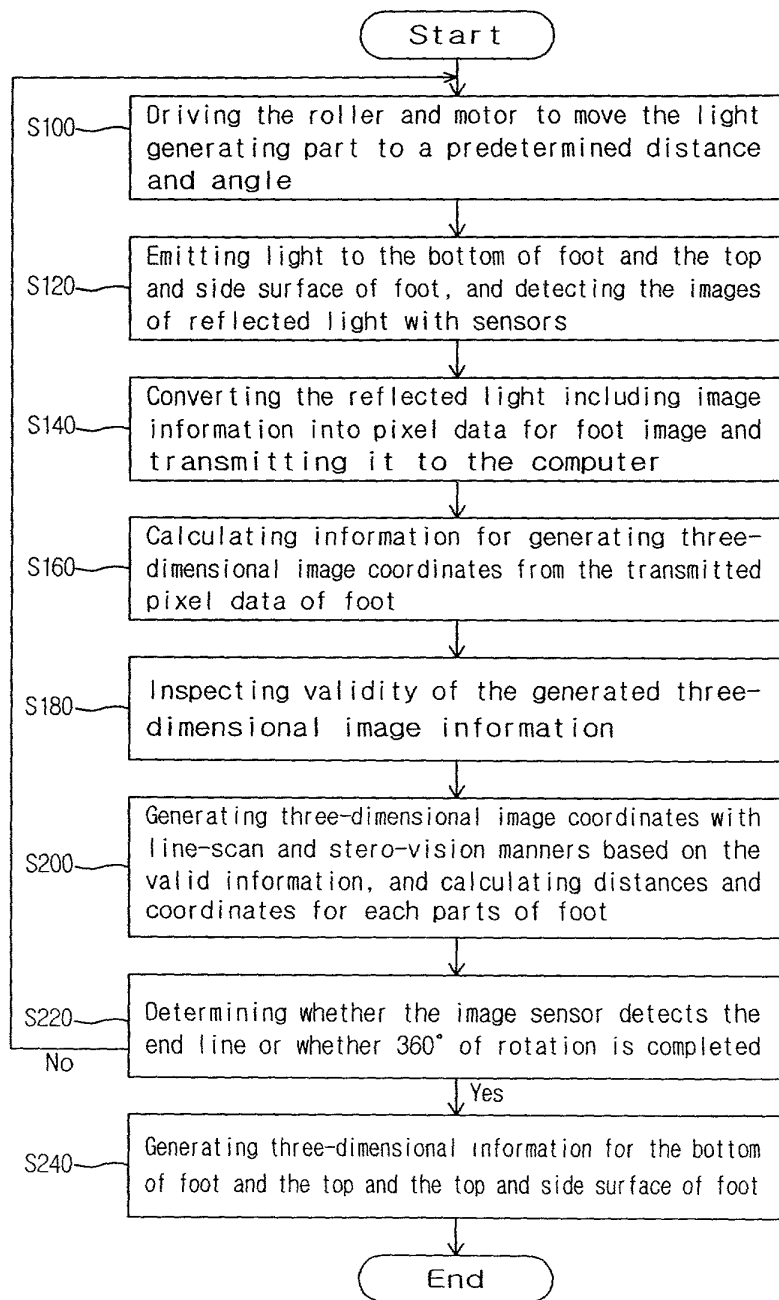 Start
S100
Driving the roller and motor to move the light
generating part to a predetermined distance
and angle
S120
Emitting light to the bottom of foot and the top
and side surface of foot, and detecting the images
of reflected light with sensors
S140
Converting the reflected light including image
information into pixel data for foot image and
transmitting it to the computer
S160
Calculating information for generating three-
dimensional image coordinates from the transmitted
pixel data of foot
S180
Inspecting validity of the generated three-
dimensional image information
S200
Generating three-dimensional image coordinates with
line-scan and stero-vision manners based on the
valid information, and calculating distances and
coordinates for each parts of foot
S220
Determining whether the image sensor detects the
end line or whether 360° of rotation is completed
No
Yes
S240
Generating three-dimensional information for the bottom
of foot and the top and the top and side surface of foot
End